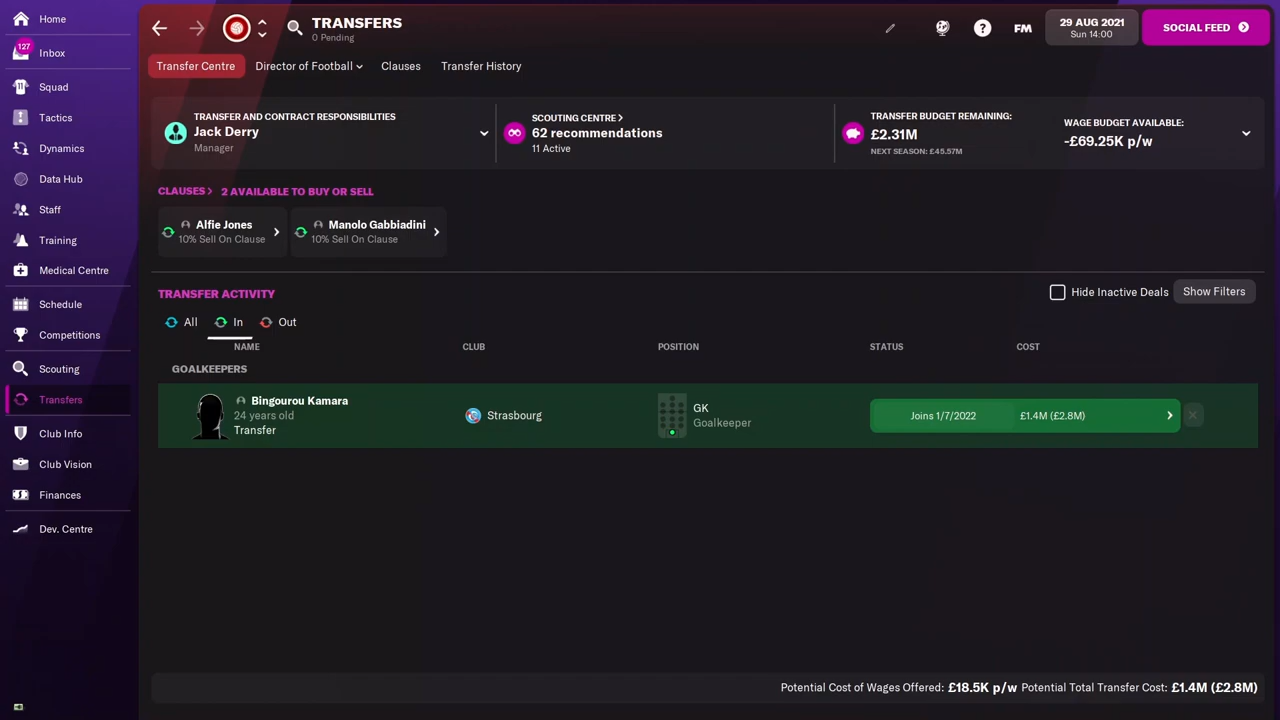 Home
127
Inbox
11
Squad
Tactics
Dynamics
Data Hub
Staff
Training
Medical Centre
Schedule
Competitions
Scouting
Transfers
Club Info
Club Vision
Finances
Dev. Centre
TRANSFERS
0 Pending
FM
29 AUG 2021
Sun 14:00
SOCIAL FEED
Transfer Centre
Director of Football
Clauses
Transfer History
TRANSFER AND CONTRACT RESPONSIBILITIES
Jack Derry
Manager
SCOUTING CENTRE >
62 recommendations
11 Active
TRANSFER BUDGET REMAINING:
£2.31M
NEXT SEASON: £45.57M
WAGE BUDGET AVAILABLE:
-£69.25K p/w
CLAUSES > 2 AVAILABLE TO BUY OR SELL
Alfie Jones
10% Sell On Clause
Manolo Gabbiadini
10% Sell On Clause
TRANSFER ACTIVITY
Hide Inactive Deals
Show Filters
All In Out
NAME CLUB POSITION STATUS COST
GOALKEEPERS
Bingourou Kamara
24 years old
Transfer
Strasbourg
GK
Goalkeeper
Joins 1/7/2022
£1.4M (£2.8M)
Potential Cost of Wages Offered: £18.5K p/w Potential Total Transfer Cost: £1.4M (£2.8M)